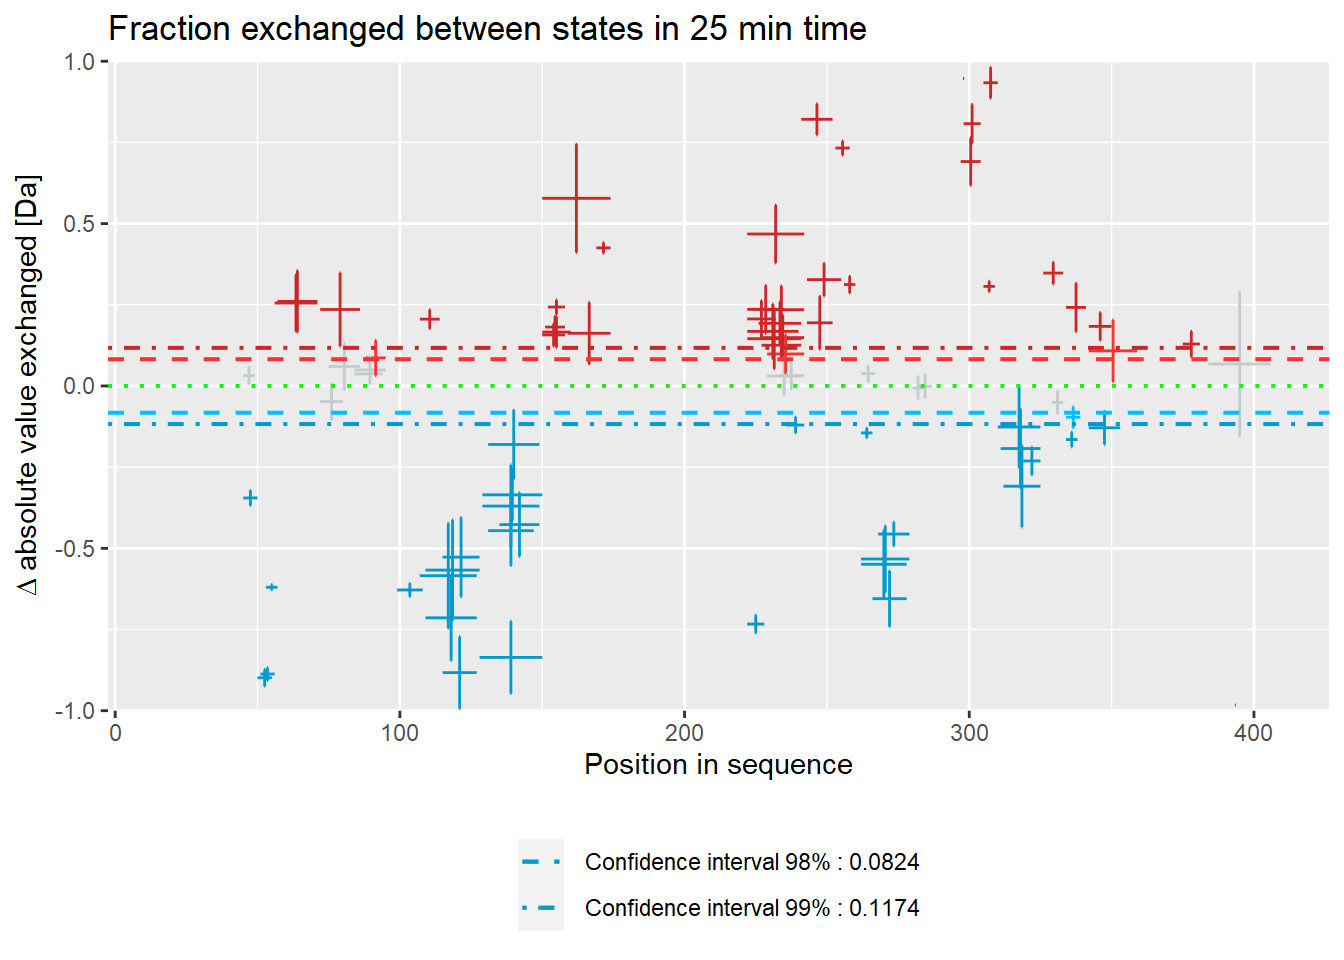 Fraction exchanged between states in 25 min time
Δ absolute value exchanged [Da]
1.0
0.5
0.0
-0.5
-1.0
0 100 200 300 400
Position in sequence
Confidence interval 98% : 0.0824
Confidence interval 99% : 0.1174